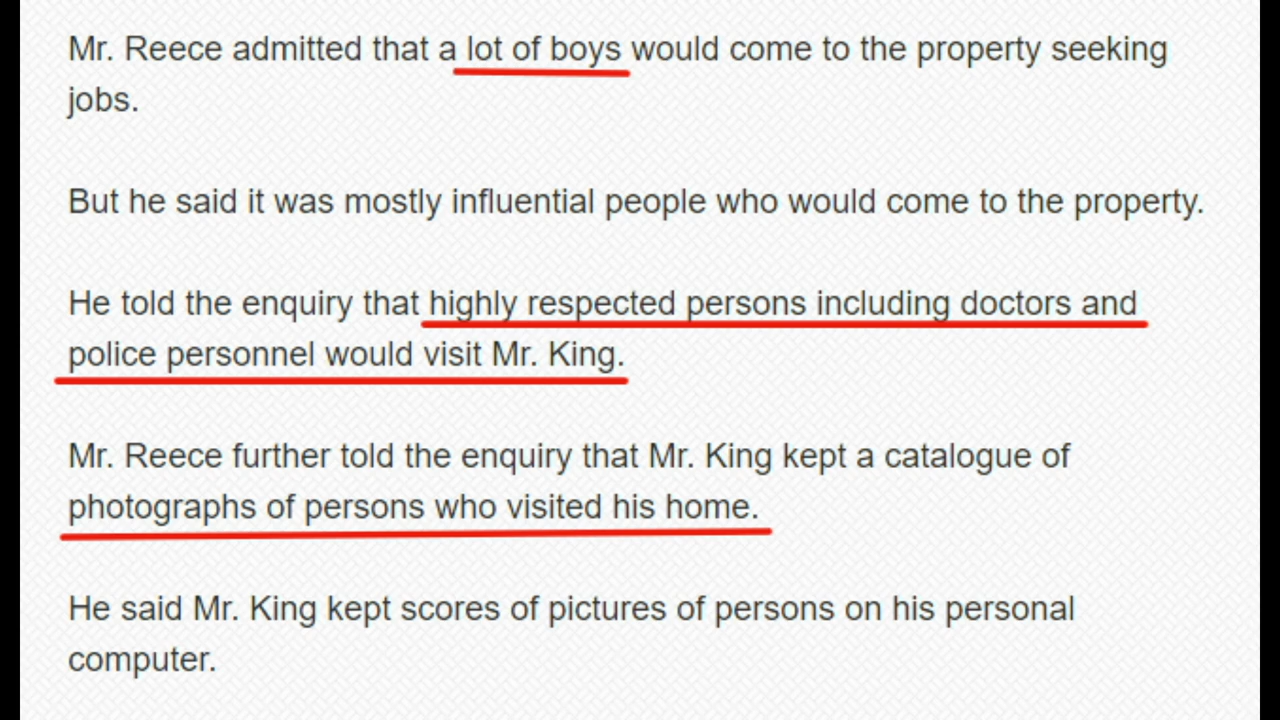 Mr. Reece admitted that a lot of boys would come to the property seeking
jobs.
But he said it was mostly influential people who would come to the property.
He told the enquiry that highly respected persons including doctors and
police personnel would visit Mr. King.
Mr. Reece further told the enquiry that Mr. King kept a catalogue of
photographs of persons who visited his home.
He said Mr. King kept scores of pictures of persons on his personal
computer.